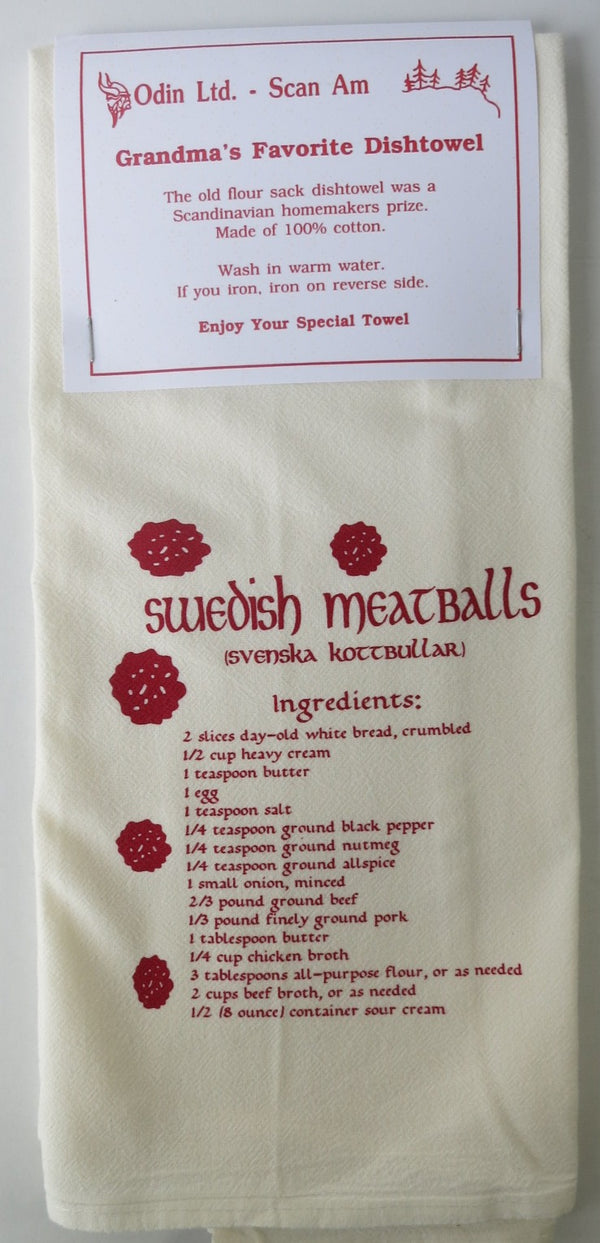 Odin Ltd. - Scan Am
Grandma's Favorite Dishtowel
The old flour sack dishtowel was a
Scandinavian homemakers prize.
Made of 100% cotton.
Wash in warm water.
If you iron, iron on reverse side.
Enjoy Your Special Towel
Swedish Meatballs
(Svenska Kottbullar)
Ingredients:
2 slices day-old white bread, crumbled
1/2 cup heavy cream
1 teaspoon butter
1 egg
1 teaspoon salt
1/4 teaspoon ground black pepper
1/4 teaspoon ground nutmeg
1/4 teaspoon ground allspice
1 small onion, minced
2/3 pound ground beef
1/3 pound finely ground pork
1 tablespoon butter
1/4 cup chicken broth
3 tablespoons all-purpose flour, or as needed
2 cups beef broth, or as needed
1/2 (8 ounce) container sour cream